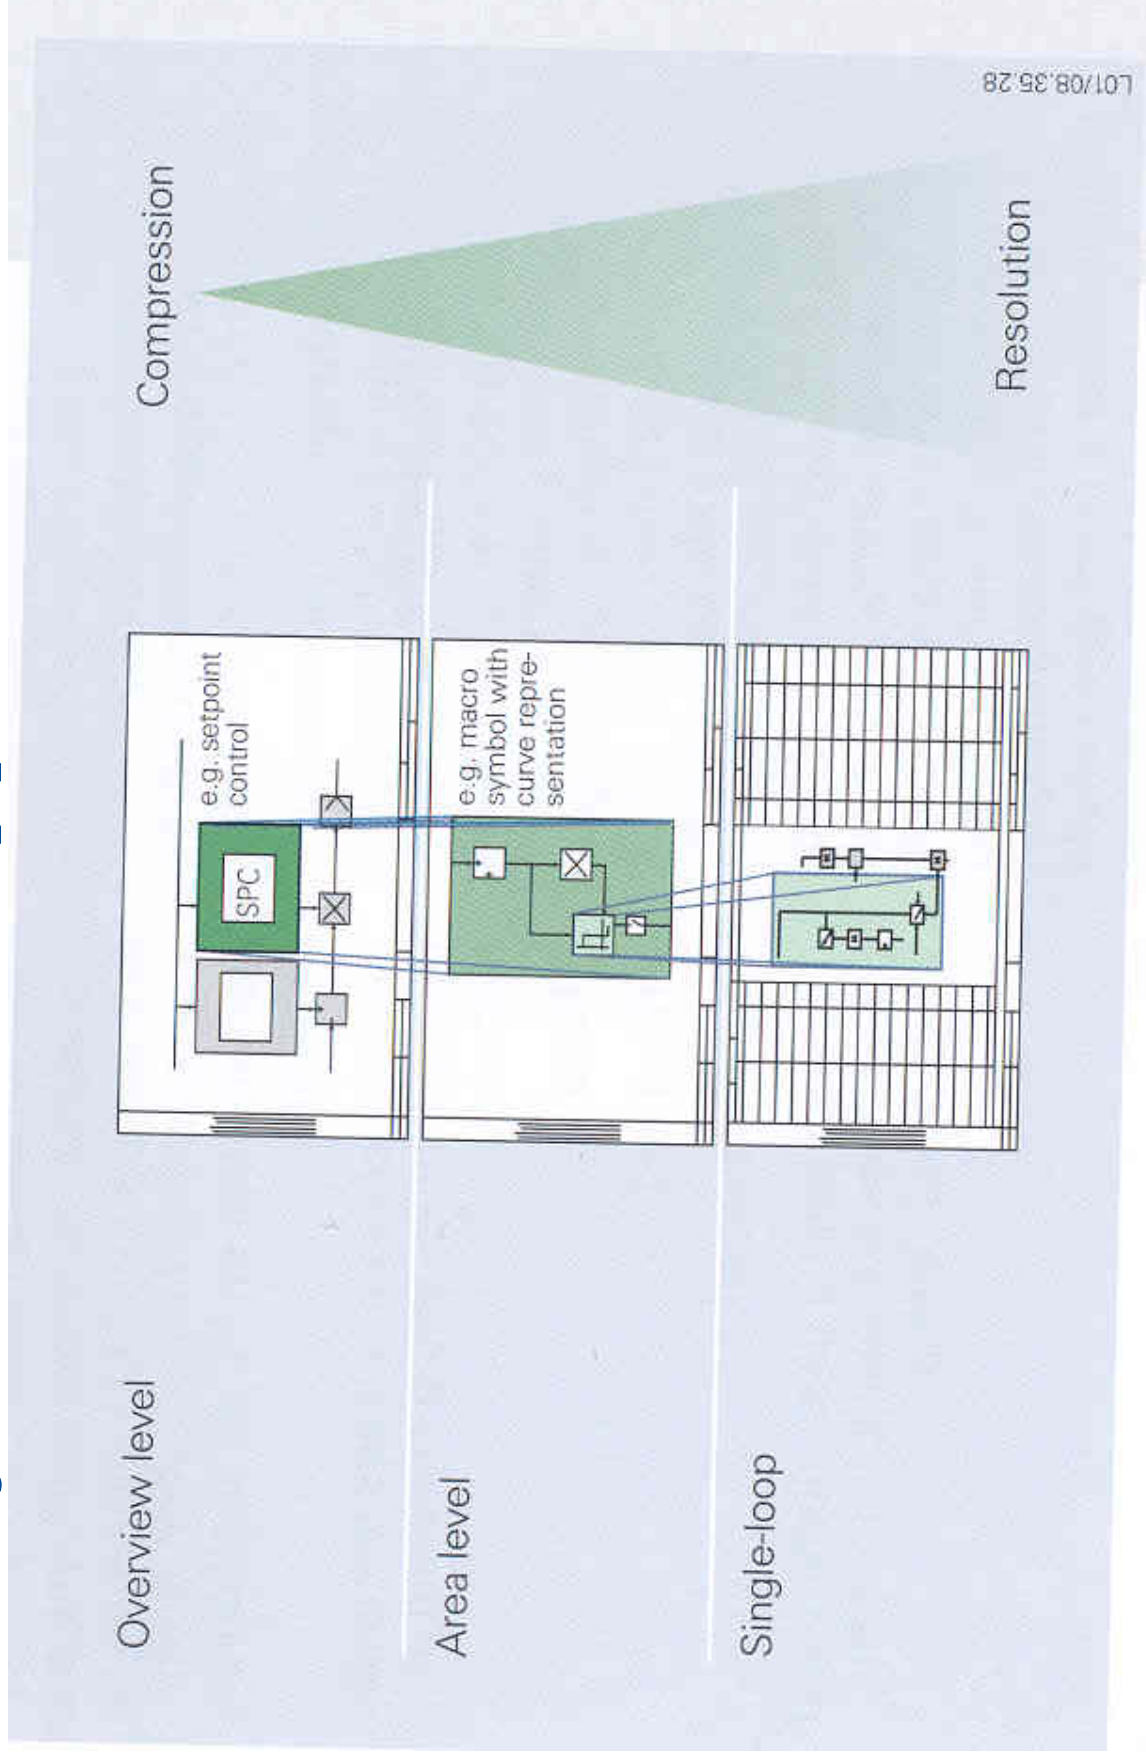 Overview level
e.g. setpoint
control
SPC
Compression
Area level
e.g. macro
symbol with
curve repre-
sentation
Single-loop
Resolution
L01/08.35.28